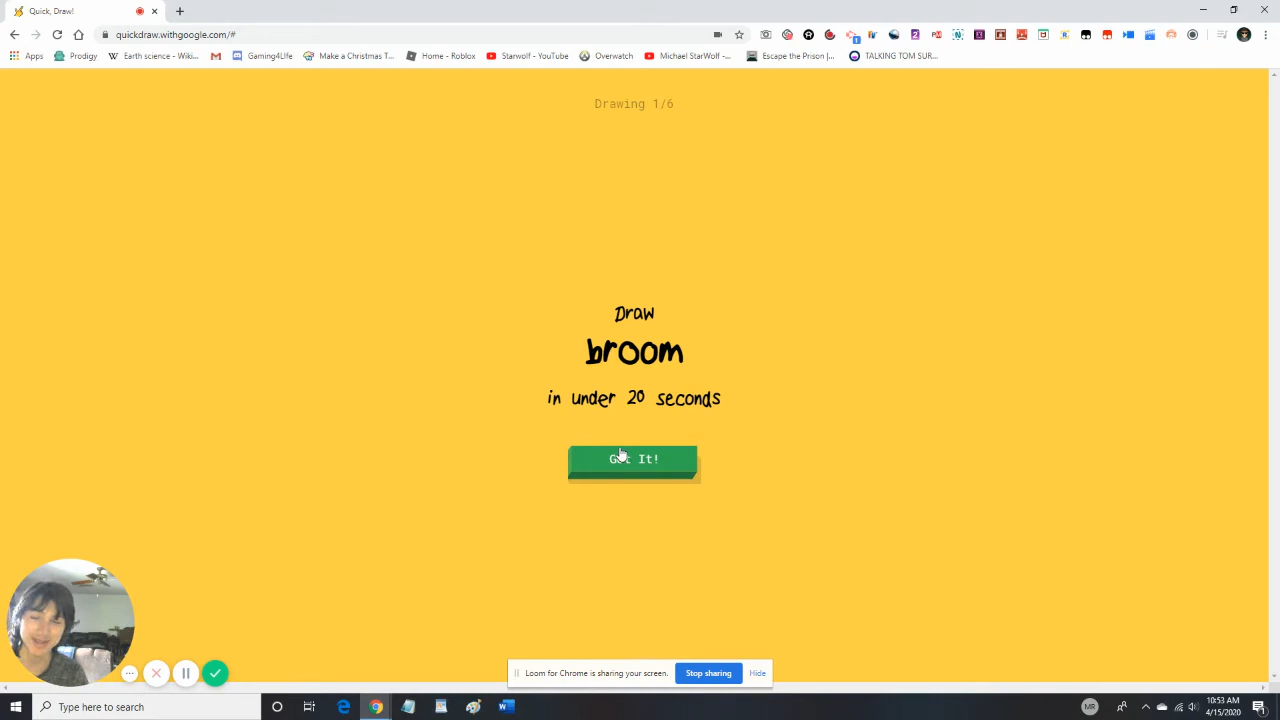 Quick, Draw!
quickdraw.withgoogle.com/#
Apps Prodigy Earth science - Wikipedi... Gaming4LIfe Make a Christmas T... Home - Roblox Starwolf - YouTube Overwatch Michael StarWolf -... Escape the Prison |... TALKING TOM SUR...
Drawing 1/6
Draw
broom
in under 20 seconds
Got It!
Loom for Chrome is sharing your screen. Stop sharing Hide
Type here to search
MR
10:53 AM
4/15/2020